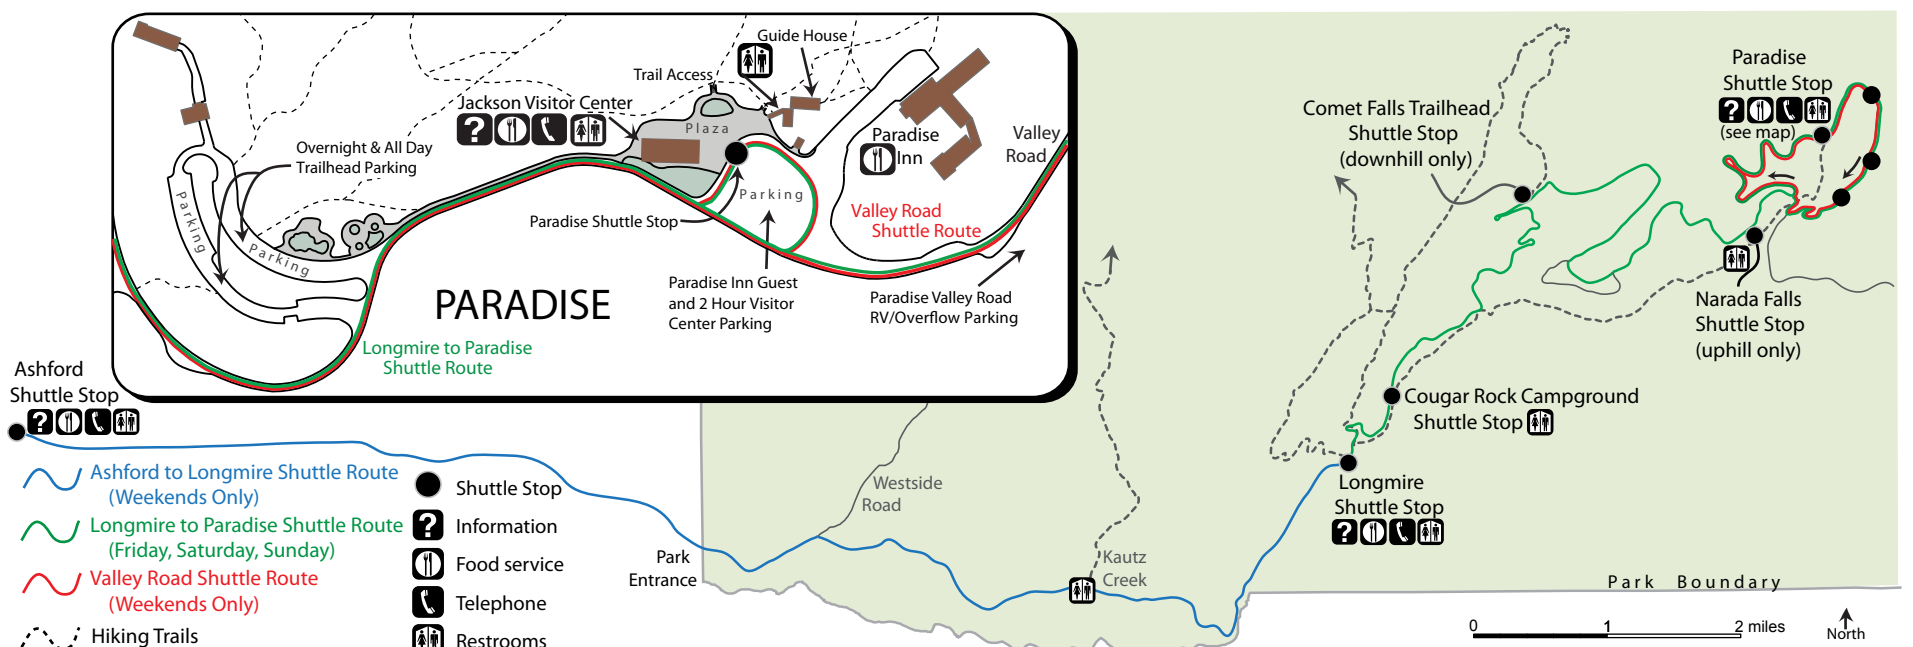 Guide House
Trail Access
Jackson Visitor Center
?
Plaza
Paradise
Inn
Valley
Road
Overnight & All Day
Trailhead Parking
Parking
Parking
Parking
Paradise Shuttle Stop
Valley Road
Shuttle Route
Paradise Inn Guest
and 2 Hour Visitor
Center Parking
Paradise Valley Road
RV/Overflow Parking
PARADISE
Longmire to Paradise
Shuttle Route
Paradise
Shuttle Stop
?
(see map)
Comet Falls Trailhead
Shuttle Stop
(downhill only)
Narada Falls
Shuttle Stop
(uphill only)
Cougar Rock Campground
Shuttle Stop
Longmire
Shuttle Stop
?
Ashford
Shuttle Stop
?
Westside
Road
Park
Entrance
Kautz
Creek
Park Boundary
Ashford to Longmire Shuttle Route
(Weekends Only)
Longmire to Paradise Shuttle Route
(Friday, Saturday, Sunday)
Valley Road Shuttle Route
(Weekends Only)
Hiking Trails
Shuttle Stop
? Information
Food service
Telephone
Restrooms
0 1 2 miles
North